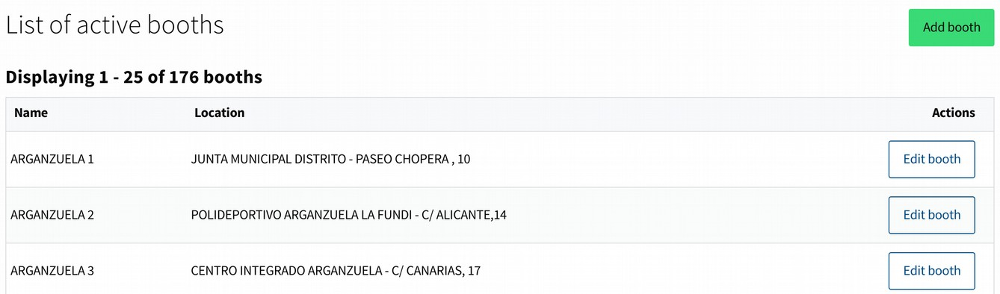 List of active booths
Add booth
Displaying 1 - 25 of 176 booths
Name Location Actions
ARGANZUELA 1 JUNTA MUNICIPAL DISTRITO - PASEO CHOPERA , 10 Edit booth
ARGANZUELA 2 POLIDEPORTIVO ARGANZUELA LA FUNDI - C/ ALICANTE,14 Edit booth
ARGANZUELA 3 CENTRO INTEGRADO ARGANZUELA - C/ CANARIAS, 17 Edit booth